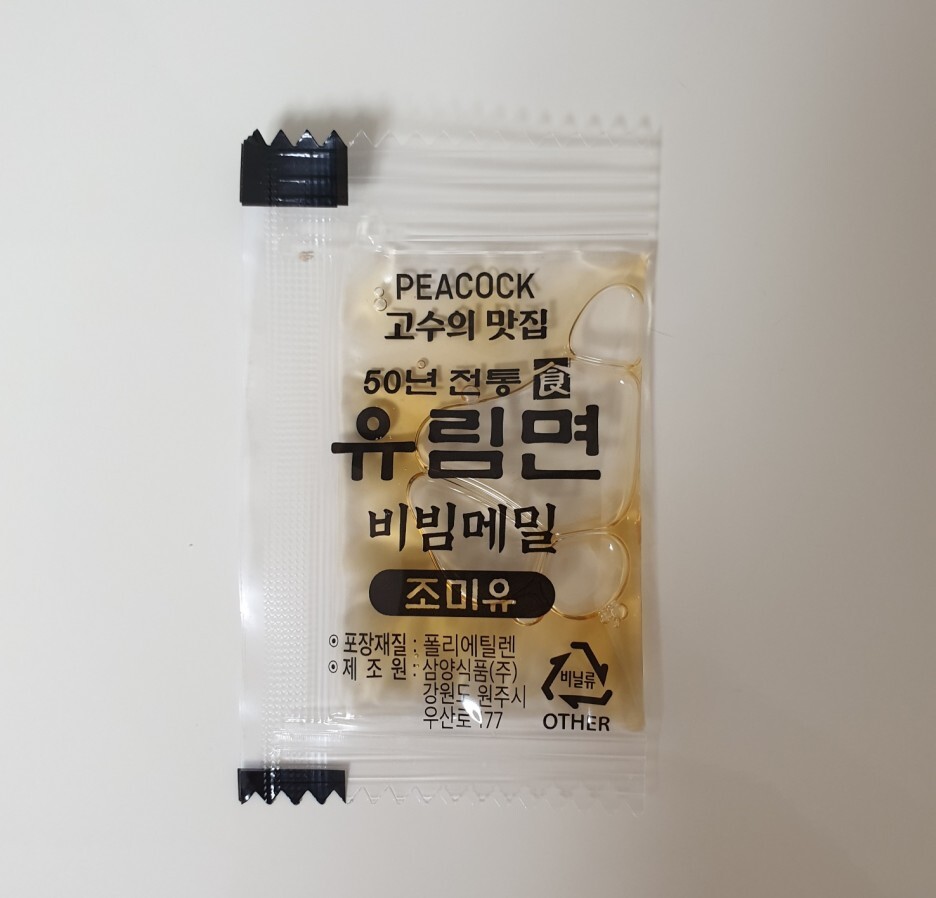 PEACOCK
고수의 맛집
50년 전통 食
유림면
비빔메밀
조미유
포장재질 : 폴리에틸렌
제 조 원 : 삼양식품(주)
강원도 원주시
우산로 177
비닐류
OTHER